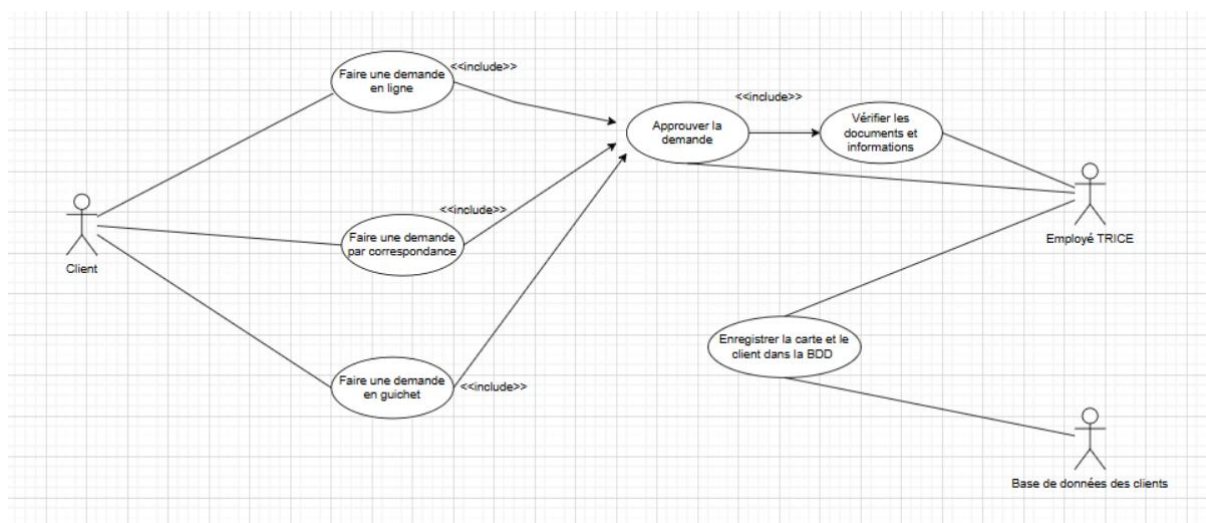 Faire une demande
en ligne
<<include>>
<<include>>
Approuver la
demande
Vérifier les
documents et
informations
<<include>>
Faire une demande
par correspondance
Client
Employé TRICE
Enregistrer la carte et le
client dans la BDD
Faire une demande
en guichet
<<include>>
Base de données des clients